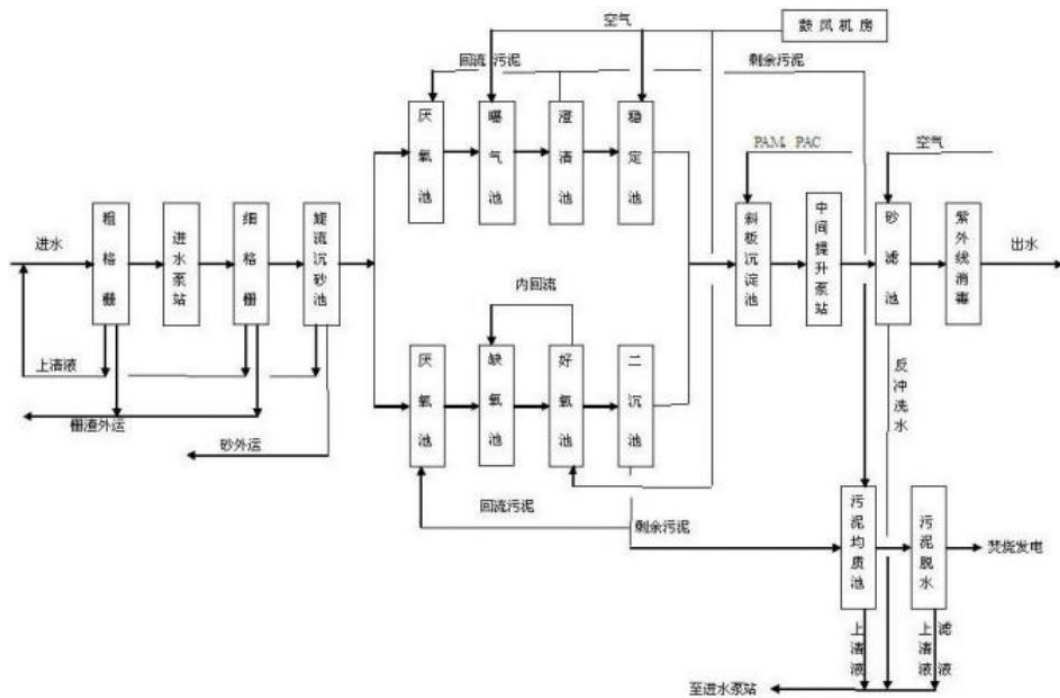 空气
鼓风机房
回流 污泥
剩余污泥
厌氧池
曝气池
澄清池
稳定池
PAM、PAC
空气
粗格栅
进水泵站
细格栅
旋流沉砂池
斜板沉淀池
中间提升泵站
砂滤池
紫外线消毒
进水
出水
内回流
上清液
栅渣外运
砂外运
厌氧池
缺氧池
好氧池
二沉池
反冲洗水
回流污泥
剩余污泥
污泥均质池
污泥脱水
焚烧发电
上清液
上清液
滤液
至进水泵站